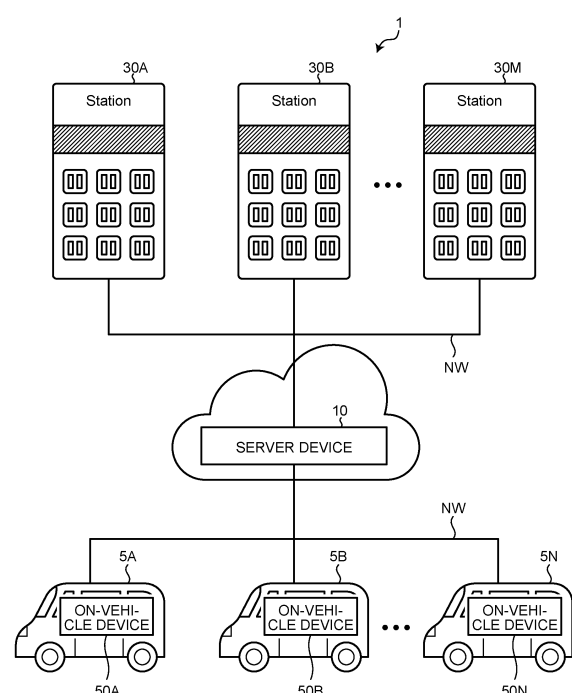 1
30A 30B 30M
Station Station Station
NW
10
SERVER DEVICE
NW
5A 5B 5N
ON-VEHI- ON-VEHI- ON-VEHI-
CLE DEVICE CLE DEVICE CLE DEVICE
50A 50B 50N